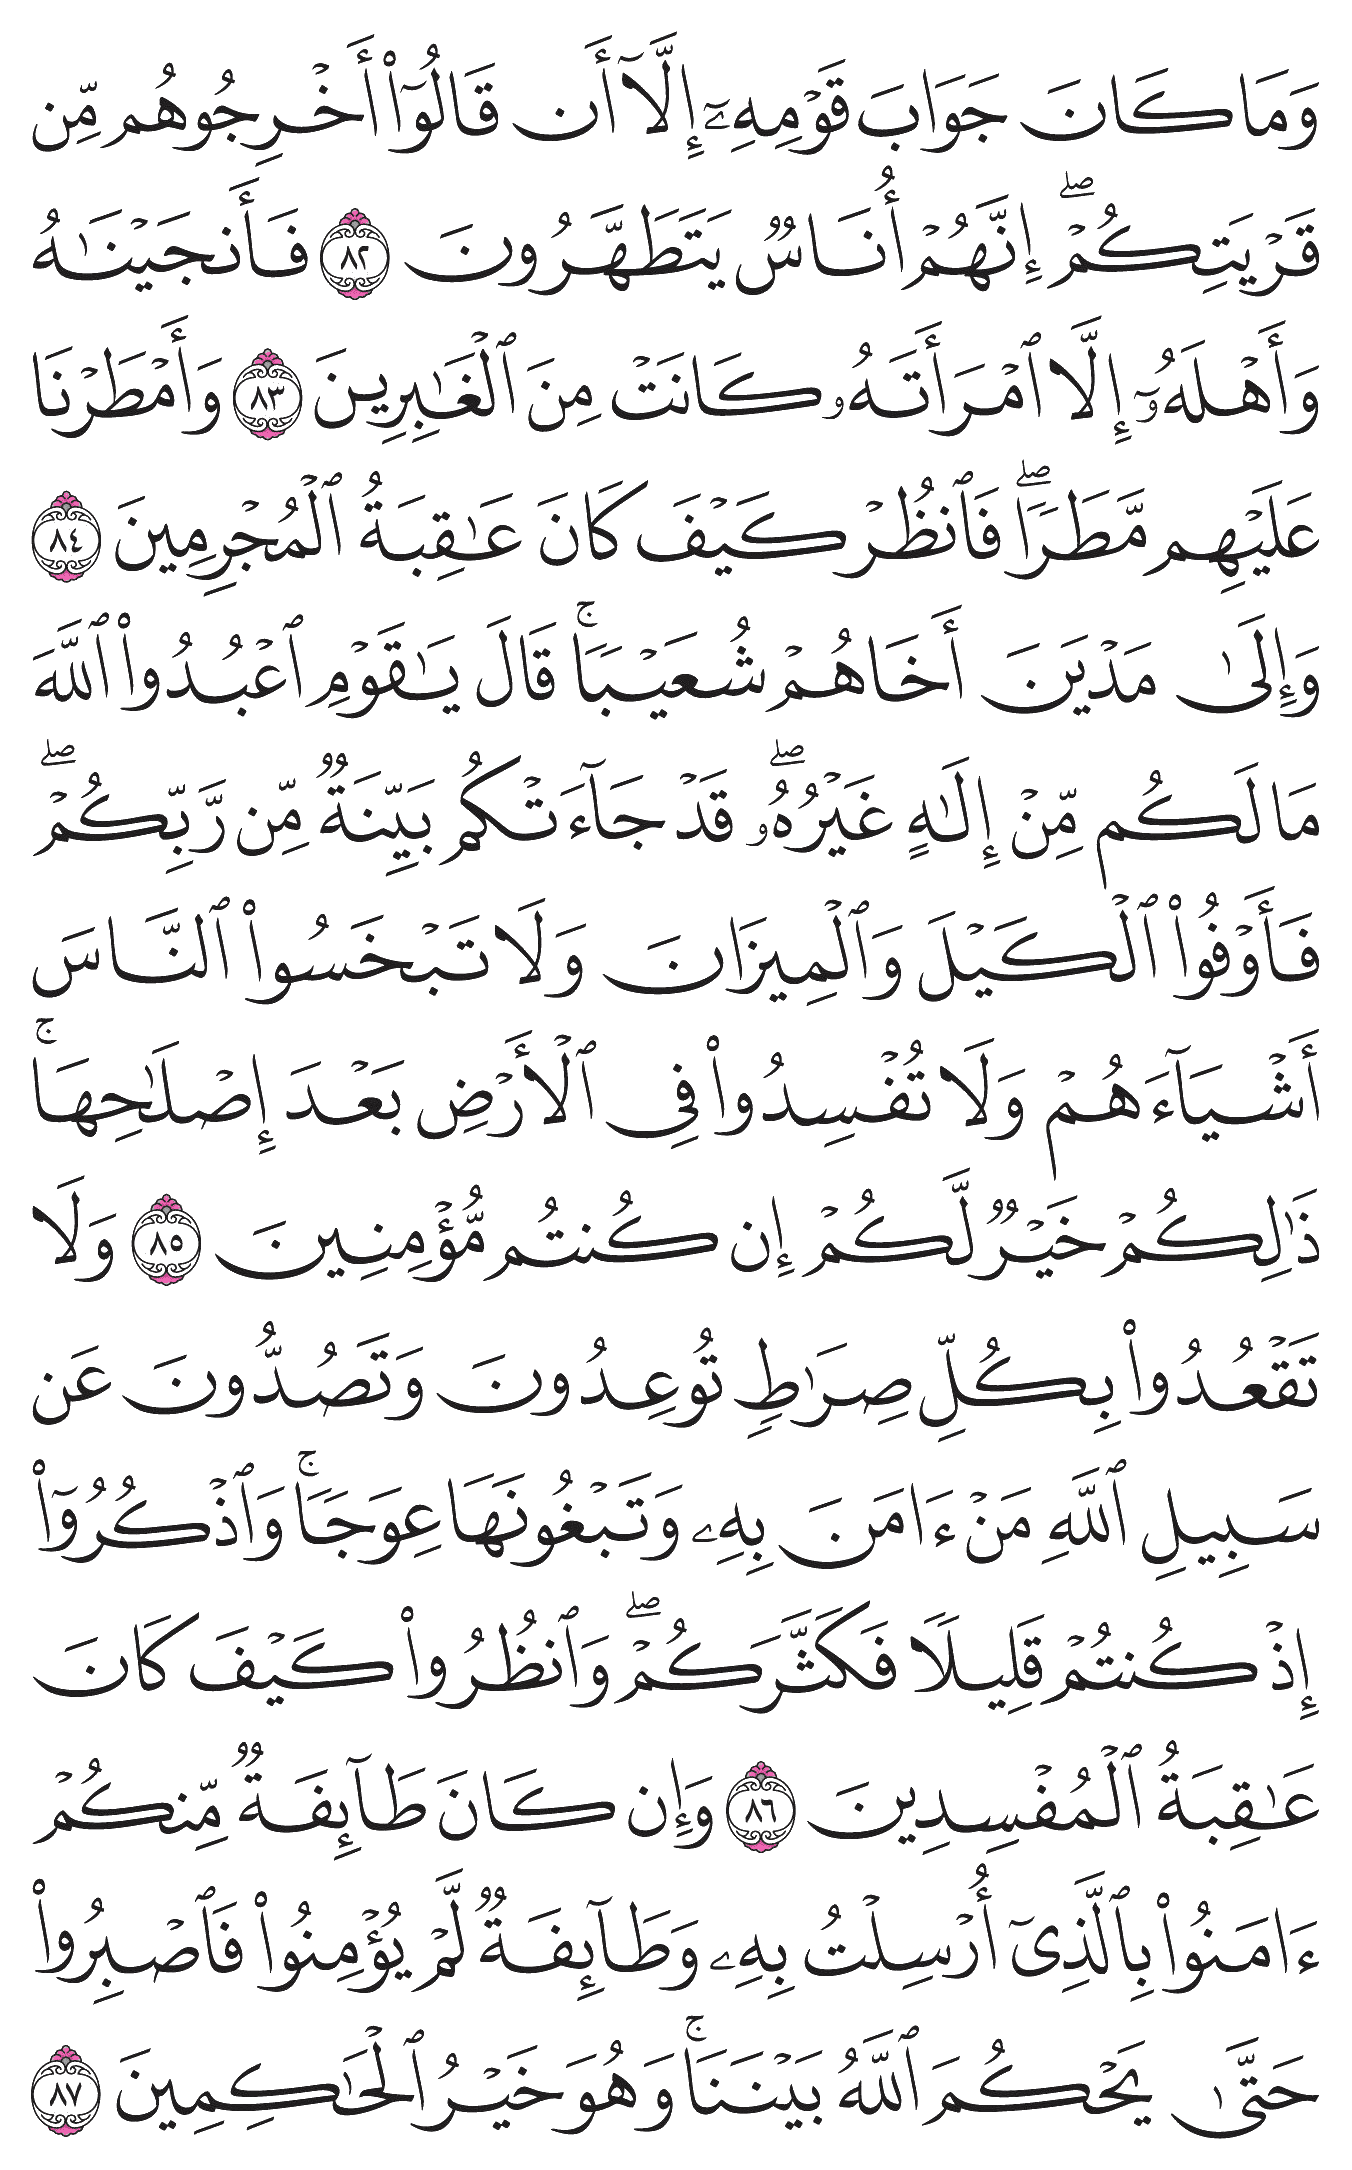 وَمَا كَانَ جَوَابَ قَوْمِهِۦٓ إِلَّآ أَن قَالُوٓا۟ أَخْرِجُوهُم مِّن
قَرْيَتِكُمْ ۖ إِنَّهُمْ أُنَاسٌ يَتَطَهَّرُونَ ٨٢ فَأَنجَيْنَـٰهُ
وَأَهْلَهُۥٓ إِلَّا ٱمْرَأَتَهُۥ كَانَتْ مِنَ ٱلْغَـٰبِرِينَ ٨٣ وَأَمْطَرْنَا
عَلَيْهِم مَّطَرًا ۖ فَٱنظُرْ كَيْفَ كَانَ عَـٰقِبَةُ ٱلْمُجْرِمِينَ ٨٤
وَإِلَىٰ مَدْيَنَ أَخَاهُمْ شُعَيْبًا ۚ قَالَ يَـٰقَوْمِ ٱعْبُدُوا۟ ٱللَّهَ
مَا لَكُم مِّنْ إِلَـٰهٍ غَيْرُهُۥ ۖ قَدْ جَآءَتْكُم بَيِّنَةٌ مِّن رَّبِّكُمْ ۖ
فَأَوْفُوا۟ ٱلْكَيْلَ وَٱلْمِيزَانَ وَلَا تَبْخَسُوا۟ ٱلنَّاسَ
أَشْيَآءَهُمْ وَلَا تُفْسِدُوا۟ فِى ٱلْأَرْضِ بَعْدَ إِصْلَـٰحِهَا ۚ
ذَٰلِكُمْ خَيْرٌ لَّكُمْ إِن كُنتُم مُّؤْمِنِينَ ٨٥ وَلَا
تَقْعُدُوا۟ بِكُلِّ صِرَٰطٍ تُوعِدُونَ وَتَصُدُّونَ عَن
سَبِيلِ ٱللَّهِ مَنْ ءَامَنَ بِهِۦ وَتَبْغُونَهَا عِوَجًا ۚ وَٱذْكُرُوٓا۟
إِذْ كُنتُمْ قَلِيلًا فَكَثَّرَكُمْ ۖ وَٱنظُرُوا۟ كَيْفَ كَانَ
عَـٰقِبَةُ ٱلْمُفْسِدِينَ ٨٦ وَإِن كَانَ طَآئِفَةٌ مِّنكُمْ
ءَامَنُوا۟ بِٱلَّذِىٓ أُرْسِلْتُ بِهِۦ وَطَآئِفَةٌ لَّمْ يُؤْمِنُوا۟ فَٱصْبِرُوا۟
حَتَّىٰ يَحْكُمَ ٱللَّهُ بَيْنَنَا ۚ وَهُوَ خَيْرُ ٱلْحَـٰكِمِينَ ٨٧